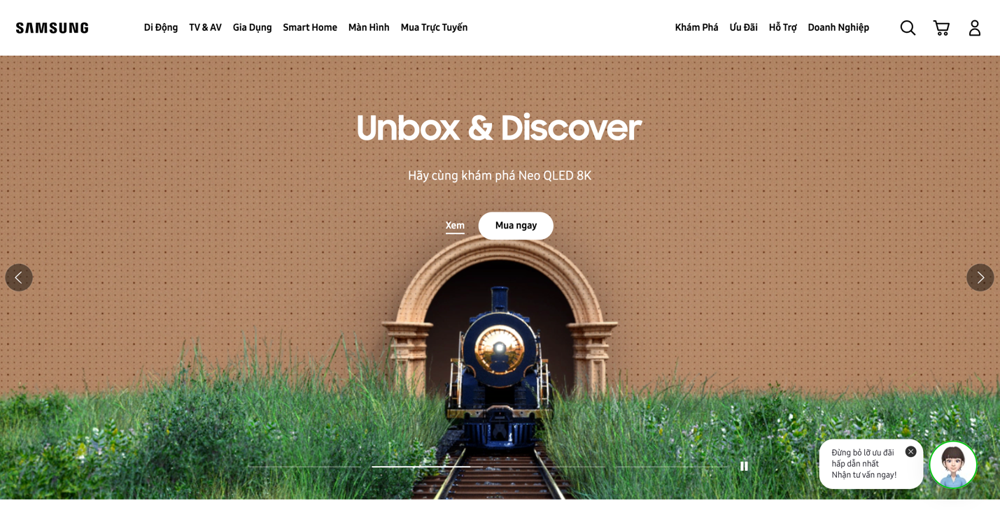 SAMSUNG
Di Động
TV & AV
Gia Dụng
Smart Home
Màn Hình
Mua Trực Tuyến
Khám Phá
Ưu Đãi
Hỗ Trợ
Doanh Nghiệp
Unbox & Discover
Hãy cùng khám phá Neo QLED 8K
Xem
Mua ngay
Đừng bỏ lỡ ưu đãi
hấp dẫn nhất
Nhận tư vấn ngay!